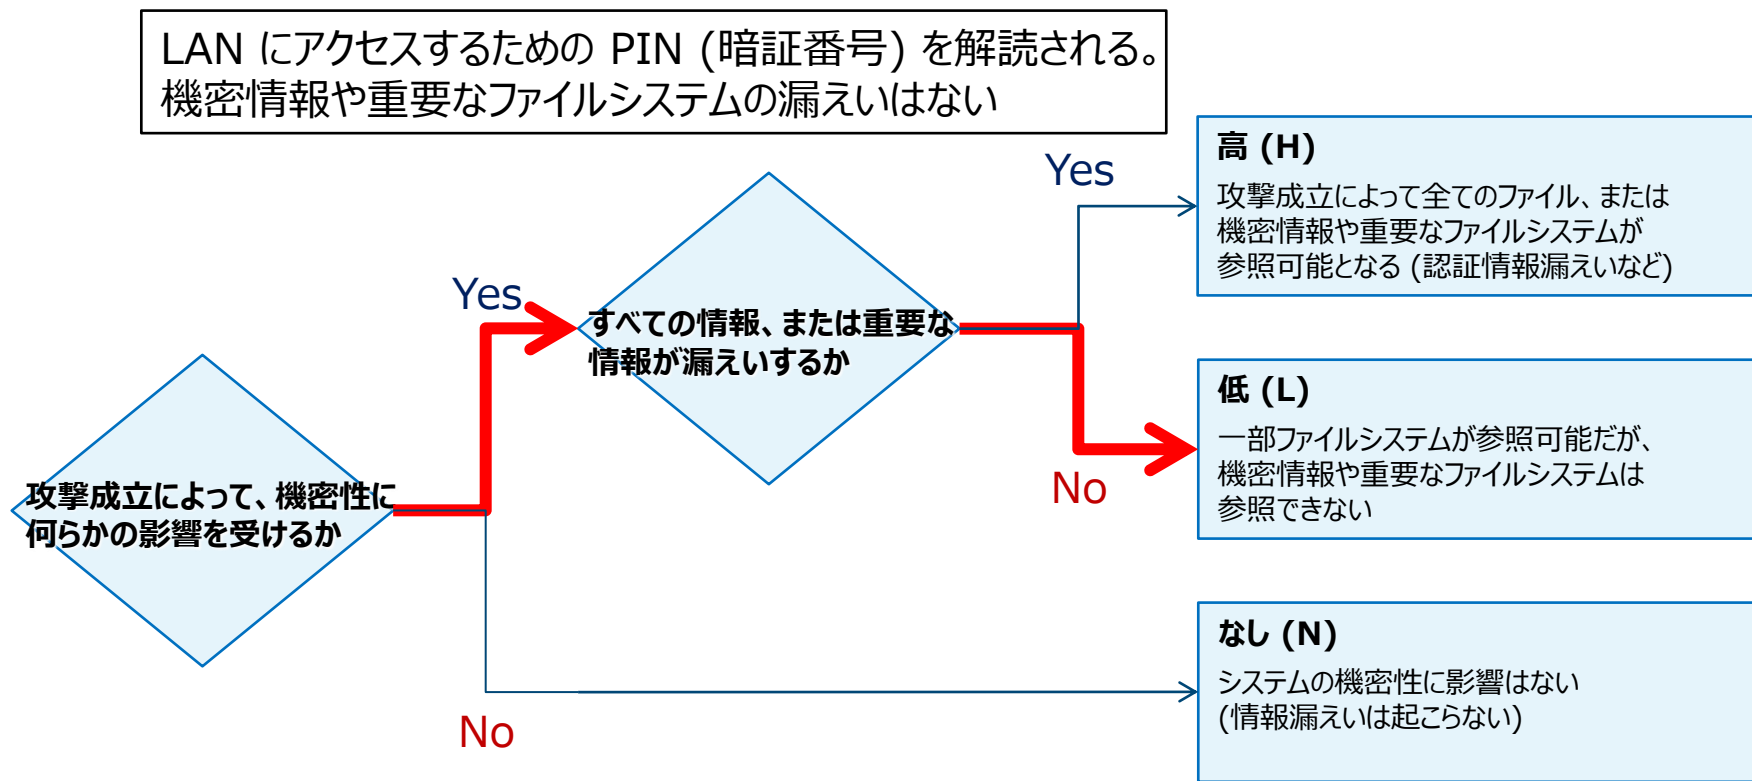 LAN にアクセスするための PIN (暗証番号) を解読される。
機密情報や重要なファイルシステムの漏えいはない
Yes
高 (H)
攻撃成立によって全てのファイル、または
機密情報や重要なファイルシステムが
参照可能となる (認証情報漏えいなど)
Yes
すべての情報、または重要な
情報が漏えいするか
低 (L)
一部ファイルシステムが参照可能だが、
機密情報や重要なファイルシステムは
参照できない
No
攻撃成立によって、機密性に
何らかの影響を受けるか
なし (N)
システムの機密性に影響はない
(情報漏えいは起こらない)
No